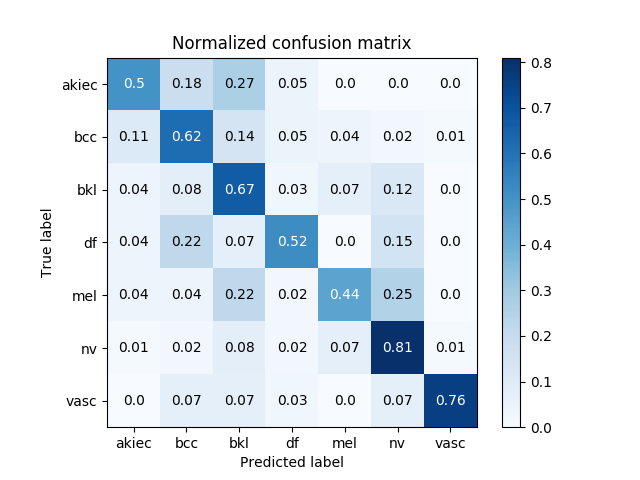 Normalized confusion matrix
True label
akiec 0.5 0.18 0.27 0.05 0.0 0.0 0.0
bcc 0.11 0.62 0.14 0.05 0.04 0.02 0.01
bkl 0.04 0.08 0.67 0.03 0.07 0.12 0.0
df 0.04 0.22 0.07 0.52 0.0 0.15 0.0
mel 0.04 0.04 0.22 0.02 0.44 0.25 0.0
nv 0.01 0.02 0.08 0.02 0.07 0.81 0.01
vasc 0.0 0.07 0.07 0.03 0.0 0.07 0.76
akiec bcc bkl df mel nv vasc
Predicted label
0.8
0.7
0.6
0.5
0.4
0.3
0.2
0.1
0.0